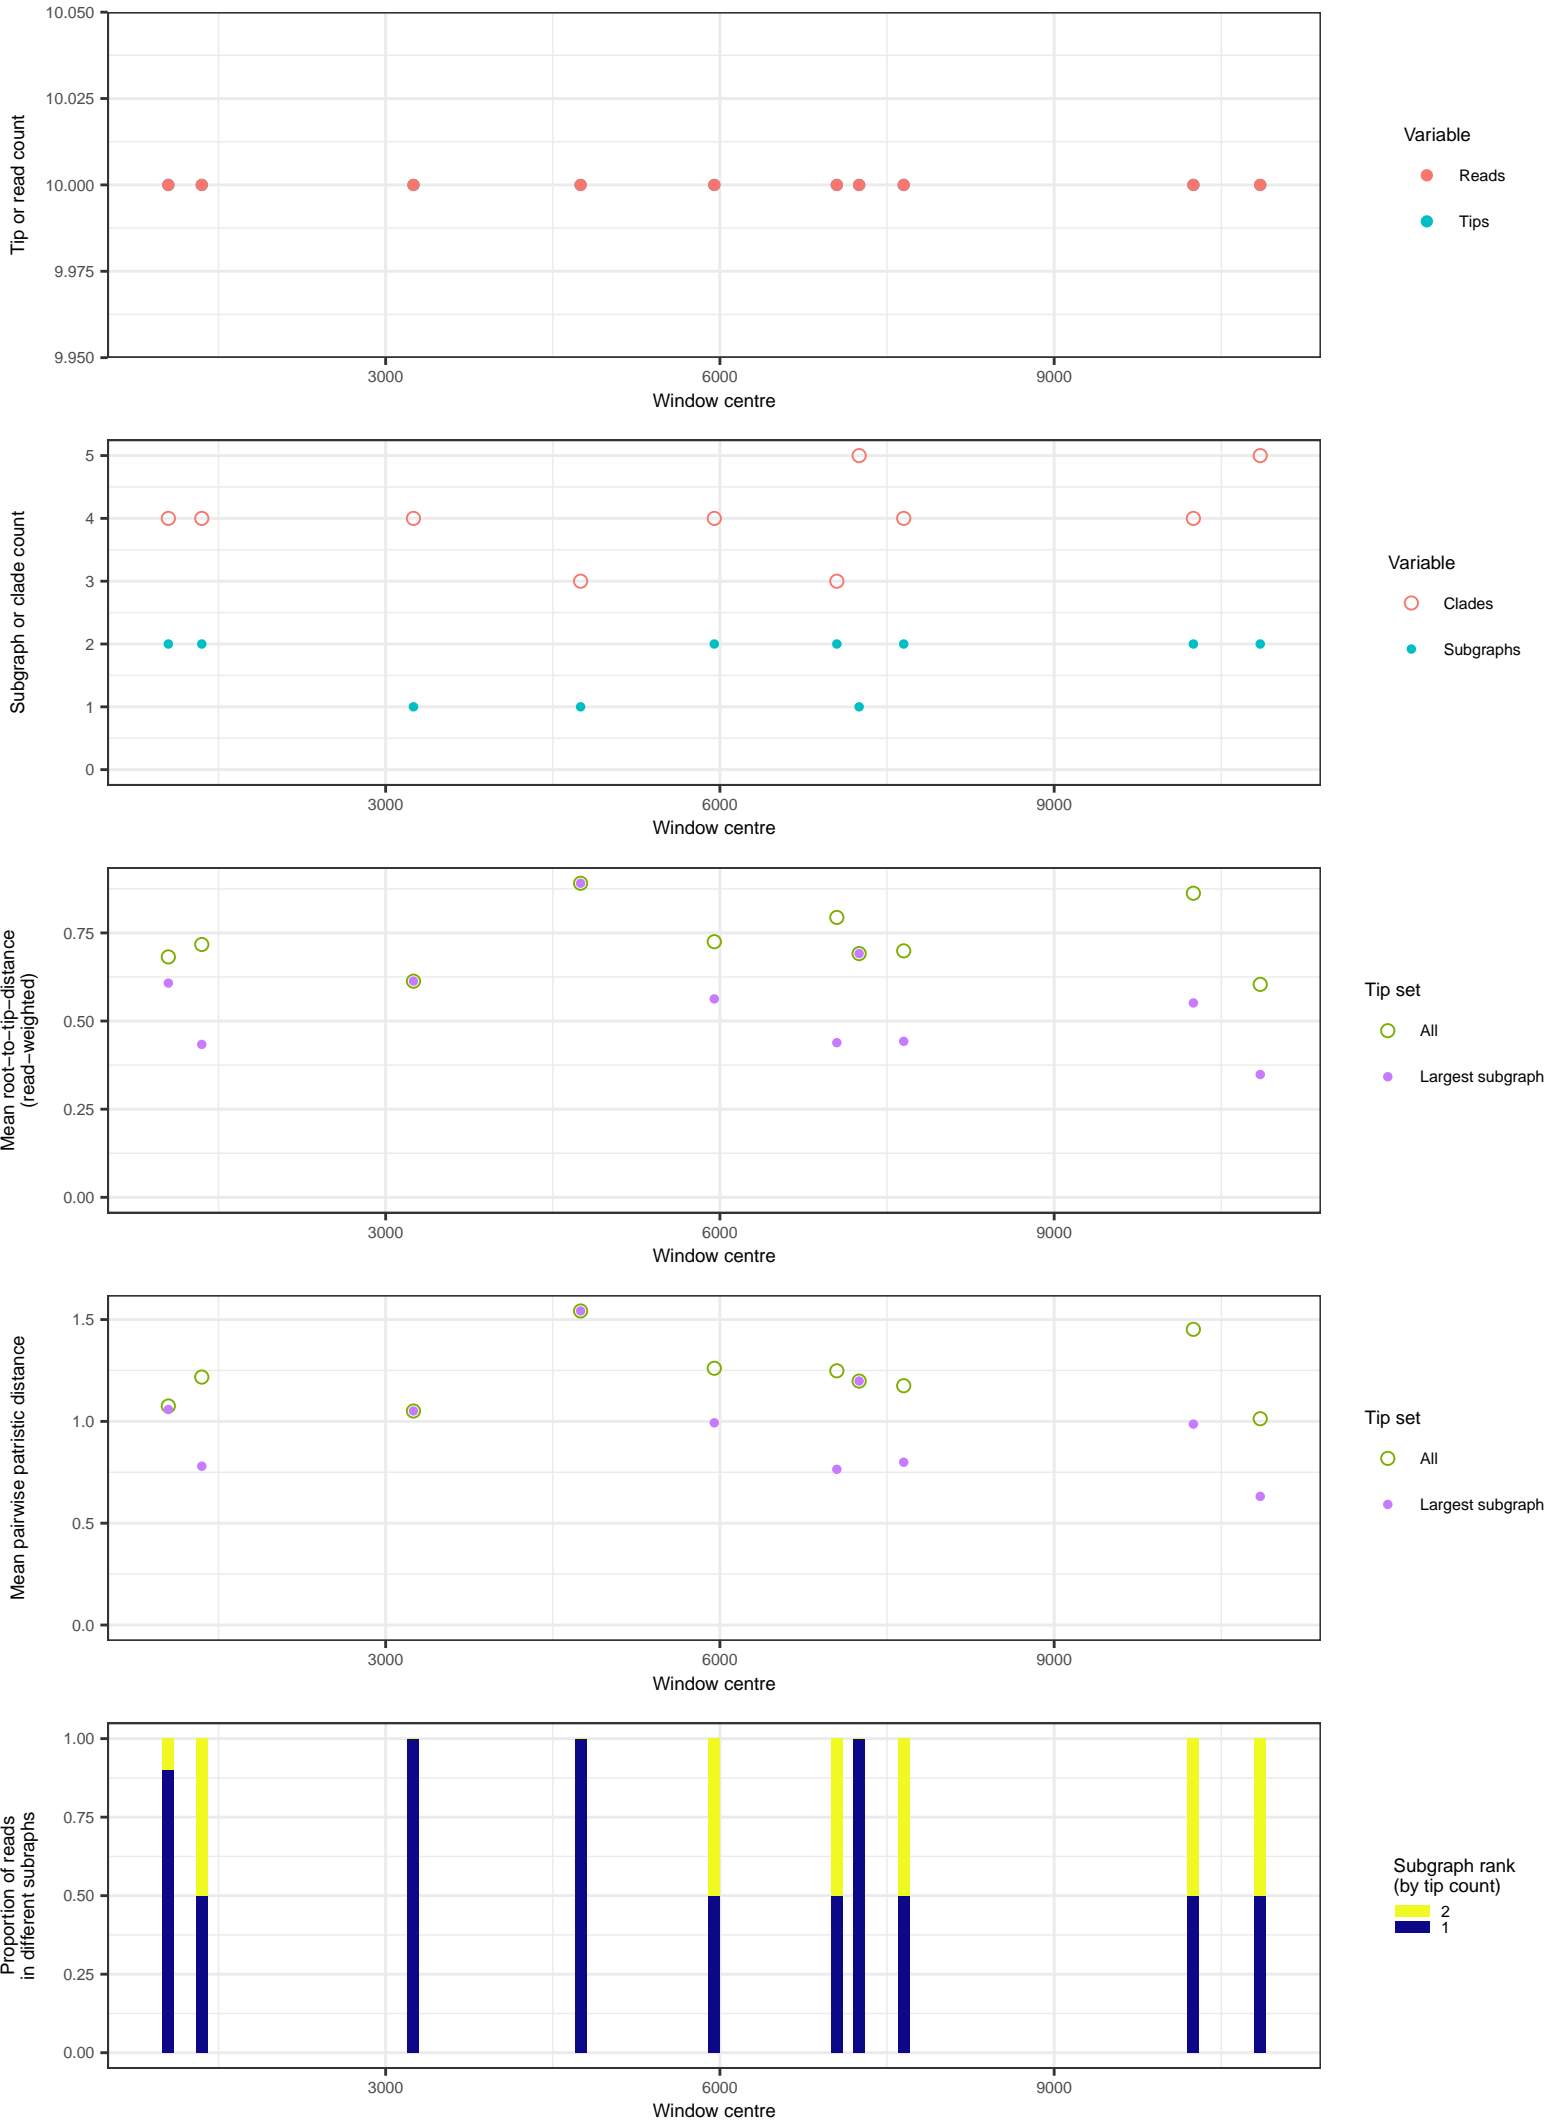 10.050
10.025
10.000
9.975
9.950
Tip or read count
3000
6000
9000
Window centre
Variable
Reads
Tips
5
4
3
2
1
0
Subgraph or clade count
3000
6000
9000
Window centre
Variable
Clades
Subgraphs
0.75
0.50
0.25
0.00
Mean root−to−tip−distance
(read−weighted)
3000
6000
9000
Window centre
Tip set
All
Largest subgraph
1.5
1.0
0.5
0.0
Mean pairwise patristic distance
3000
6000
9000
Window centre
Tip set
All
Largest subgraph
1.00
0.75
0.50
0.25
0.00
Proportion of reads
in different subraphs
3000
6000
9000
Window centre
Subgraph rank
(by tip count)
2
1